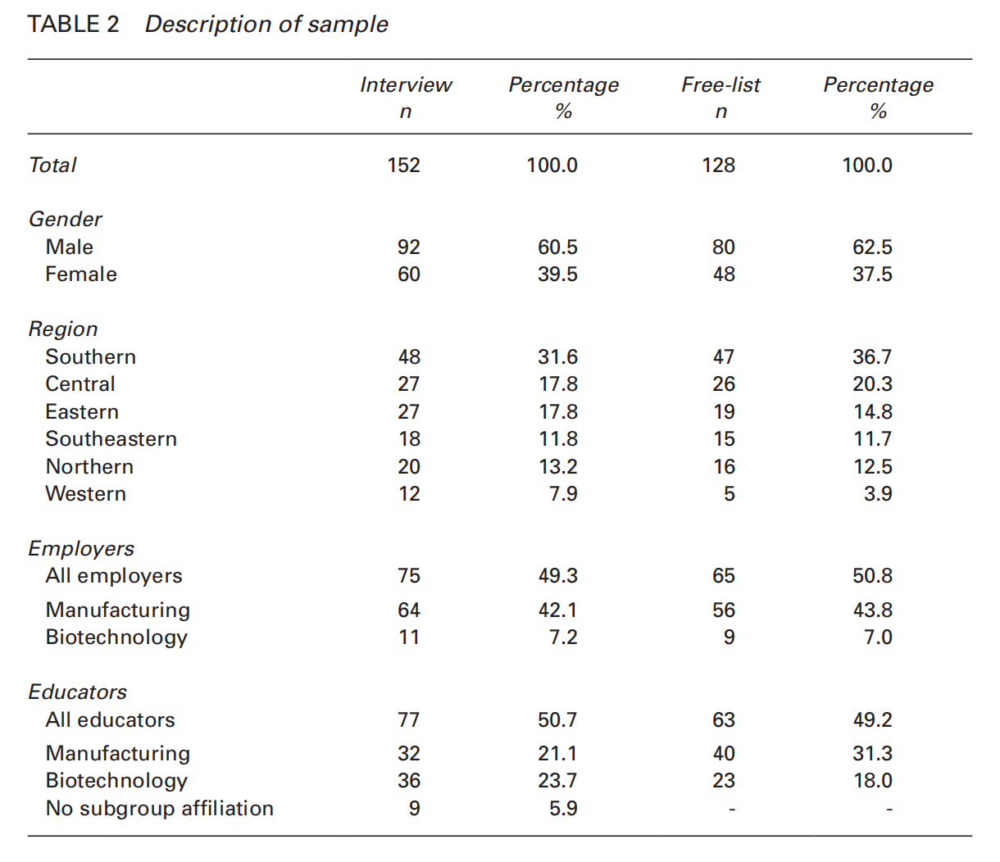 TABLE 2 Description of sample
Interview Percentage Free-list Percentage
n % n %
Total 152 100.0 128 100.0
Gender
Male 92 60.5 80 62.5
Female 60 39.5 48 37.5
Region
Southern 48 31.6 47 36.7
Central 27 17.8 26 20.3
Eastern 27 17.8 19 14.8
Southeastern 18 11.8 15 11.7
Northern 20 13.2 16 12.5
Western 12 7.9 5 3.9
Employers
All employers 75 49.3 65 50.8
Manufacturing 64 42.1 56 43.8
Biotechnology 11 7.2 9 7.0
Educators
All educators 77 50.7 63 49.2
Manufacturing 32 21.1 40 31.3
Biotechnology 36 23.7 23 18.0
No subgroup affiliation 9 5.9 - -